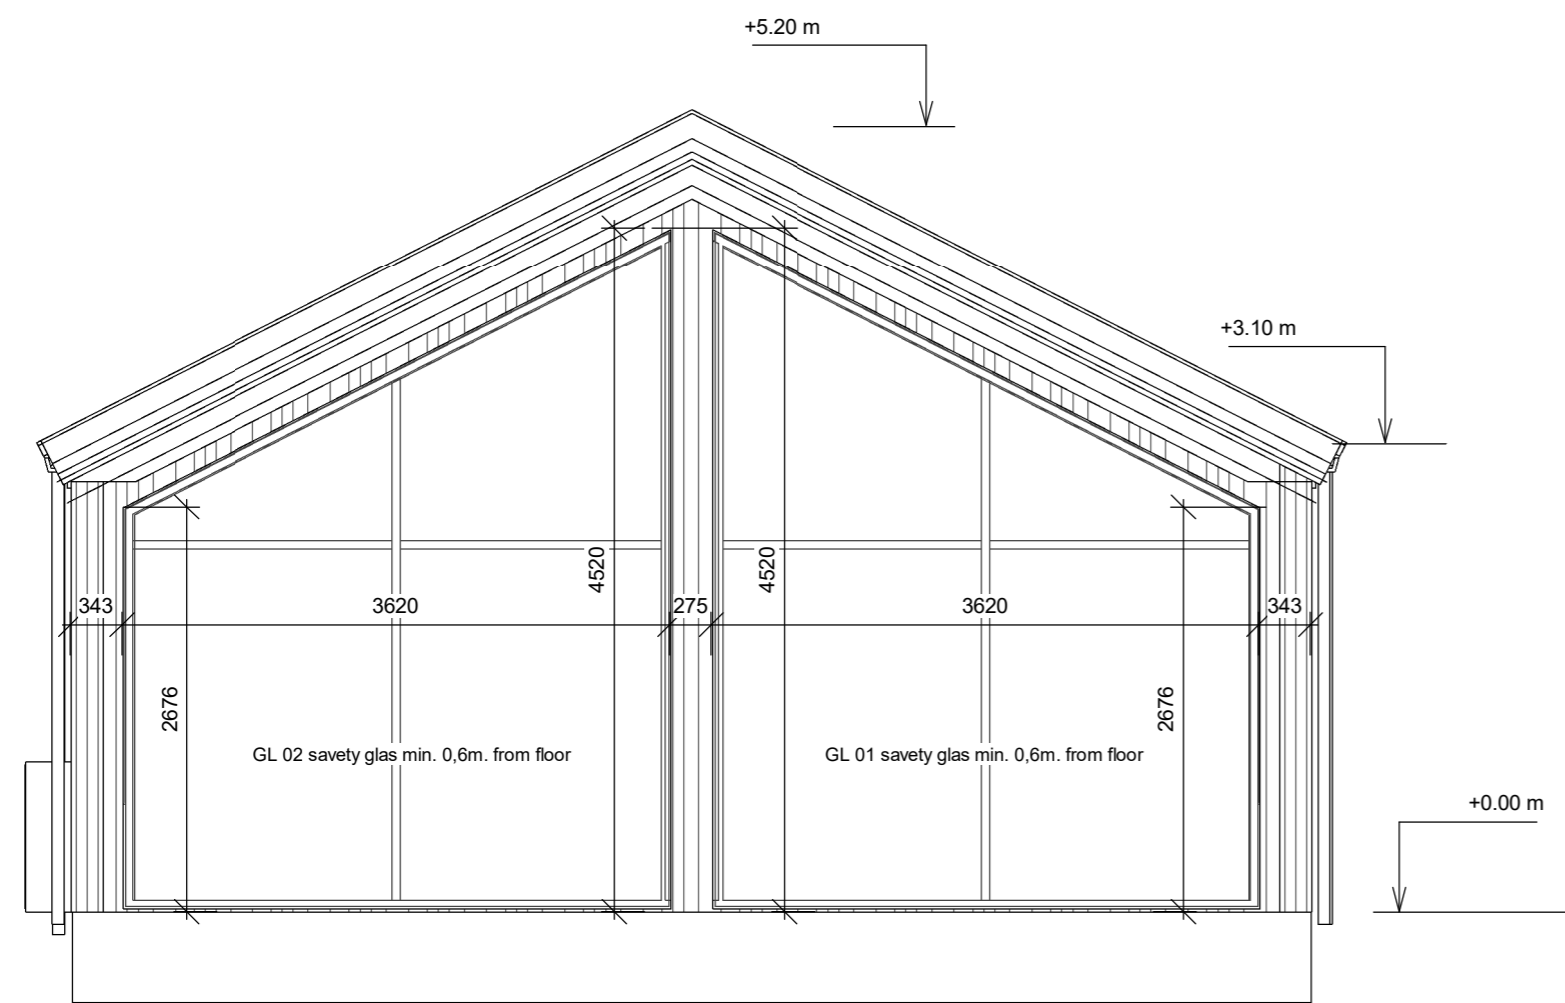 +5.20 m
+3.10 m
4520
4520
343
3620
275
3620
343
2676
2676
GL 02 savety glas min. 0,6m. from floor
GL 01 savety glas min. 0,6m. from floor
+0.00 m